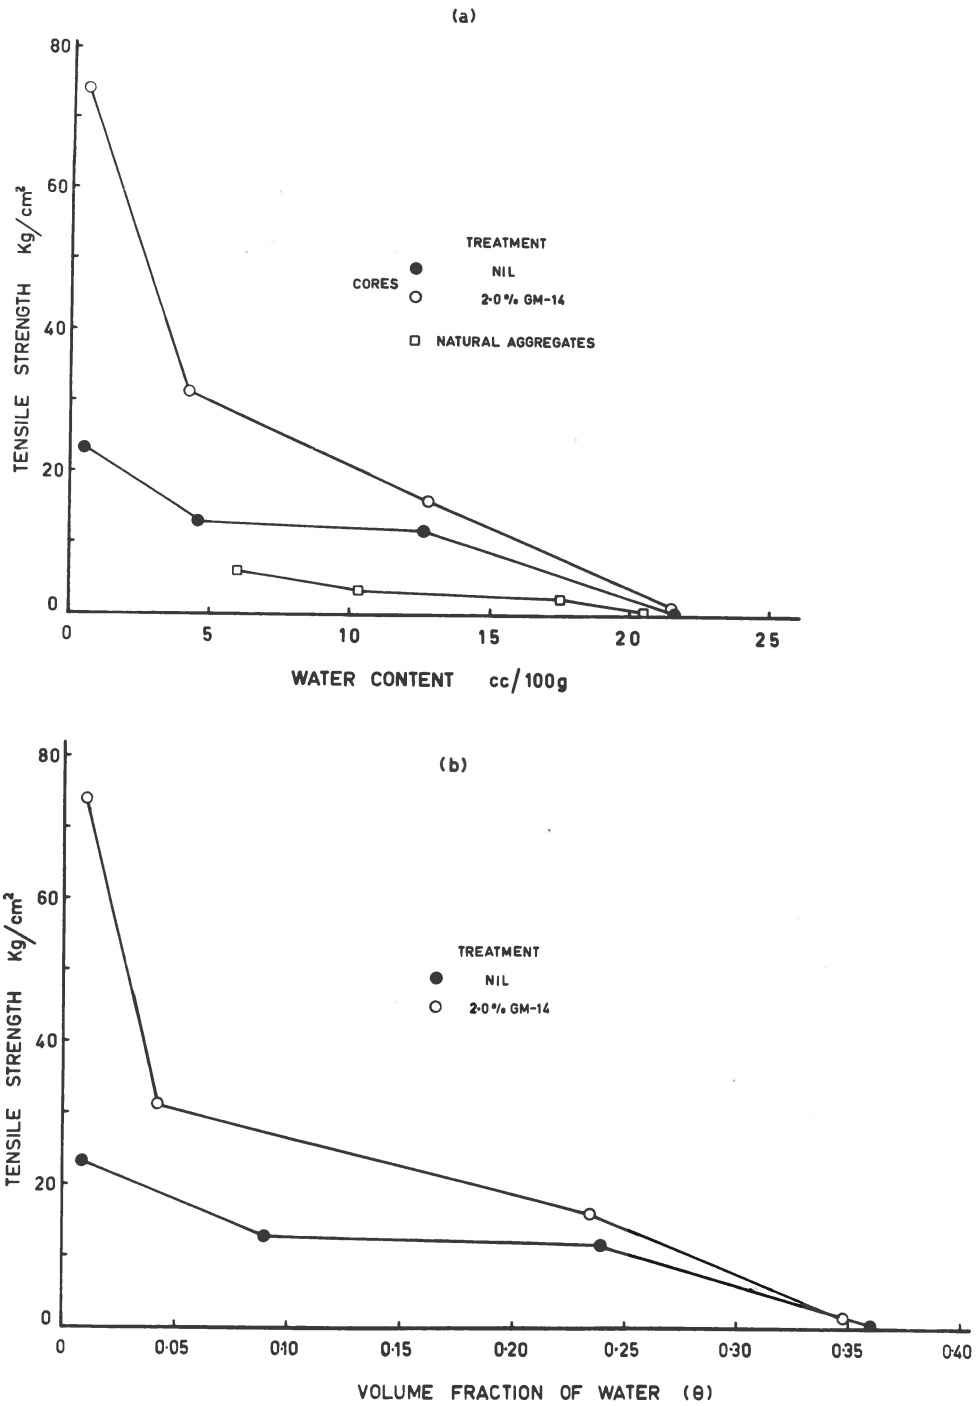 (a)
80
60
40
20
0
TENSILE STRENGTH Kg/cm²
TREATMENT
CORES
NIL
2·0% GM-14
NATURAL AGGREGATES
0 5 10 15 20 25
WATER CONTENT cc/100g
(b)
80
60
40
20
0
TENSILE STRENGTH Kg/cm²
TREATMENT
NIL
2·0% GM-14
0 0·05 0·10 0·15 0·20 0·25 0·30 0·35 0·40
VOLUME FRACTION OF WATER (θ)